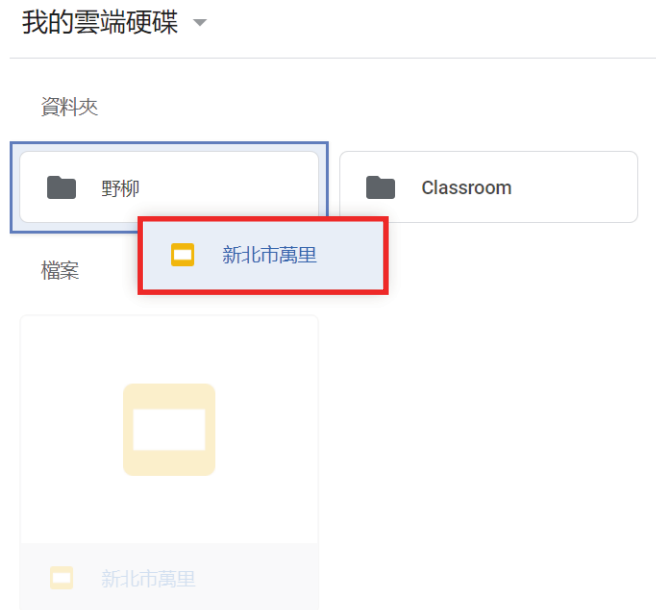 我的雲端硬碟
資料夾
野柳
Classroom
新北市萬里
檔案
新北市萬里